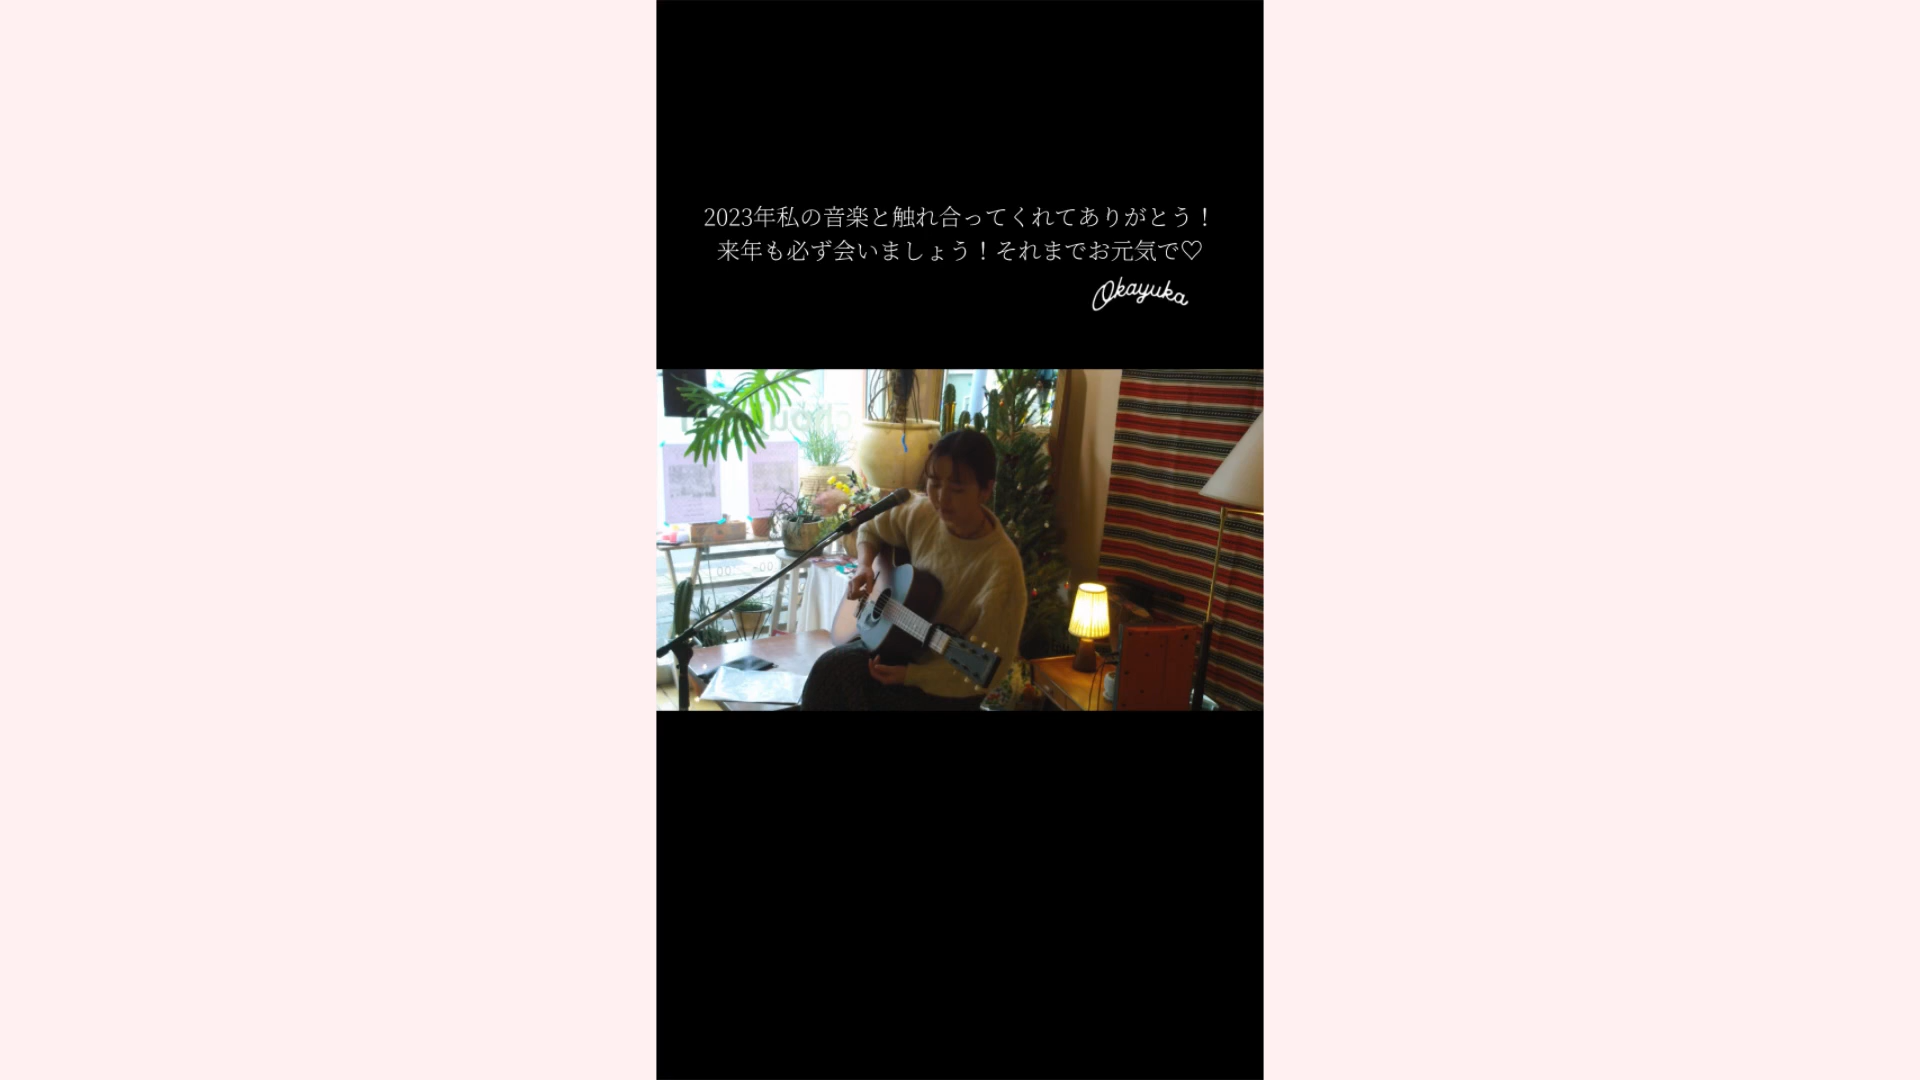 2023年私の音楽と触れ合ってくれてありがとう！
来年も必ず会いましょう！それまでお元気で♡
Okayuka